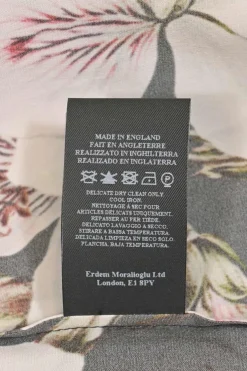 MADE IN ENGLAND
FAIT EN ANGLETERRE
REALIZZATO IN INGHILTERRA
REALIZADO EN INGLATERRA
DELICATE DRY CLEAN ONLY.
COOL IRON.
NETTOYAGE A SEC POUR
ARTICLES DELICATS UNIQUEMENT.
REPASSER AU FER TIEDE.
DELICATO LAVAGGIO A SECCO.
STIRARE A BASSA TEMPERATURA.
DELICADA LIMPIEZA EN SECO SOLO.
PLANCHA, BAJA TEMPERATURA.
Erdem Moralioglu Ltd
London, E1 8PY